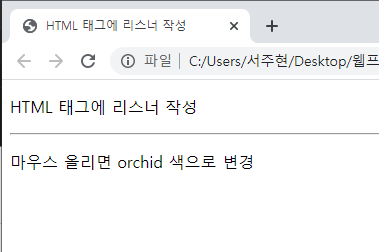 HTML 태그에 리스너 작성
파일 C:/Users/서주현/Desktop/웹프
HTML 태그에 리스너 작성
마우스 올리면 orchid 색으로 변경